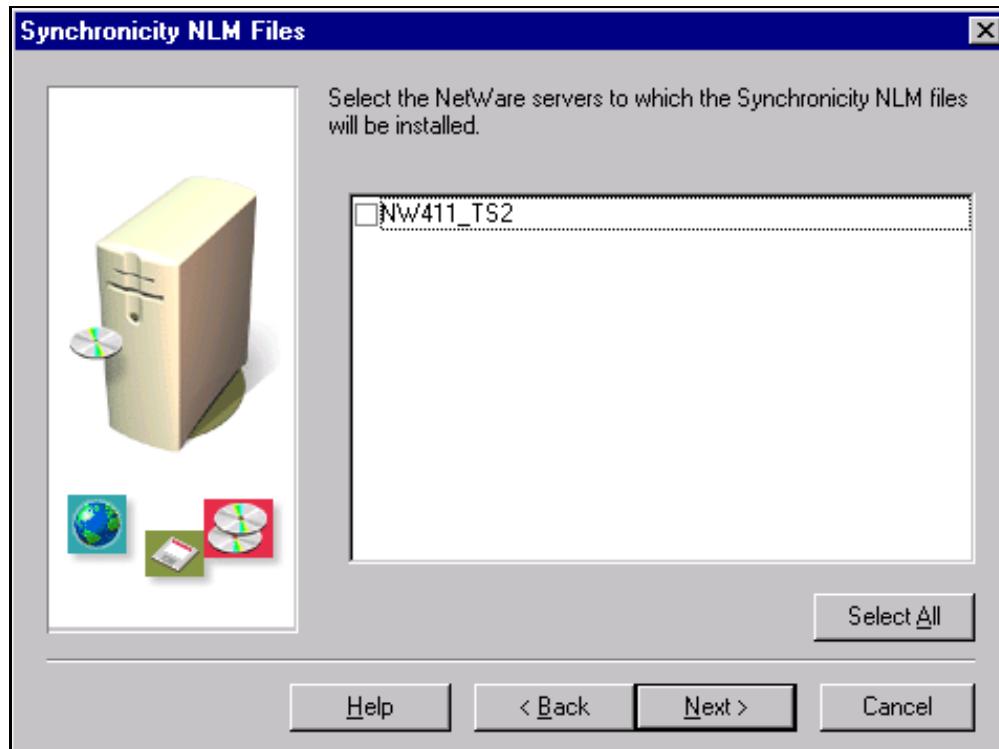 Synchronicity NLM Files
Select the NetWare servers to which the Synchronicity NLM files
will be installed.
NW411_TS2
Select All
Help
< Back
Next >
Cancel